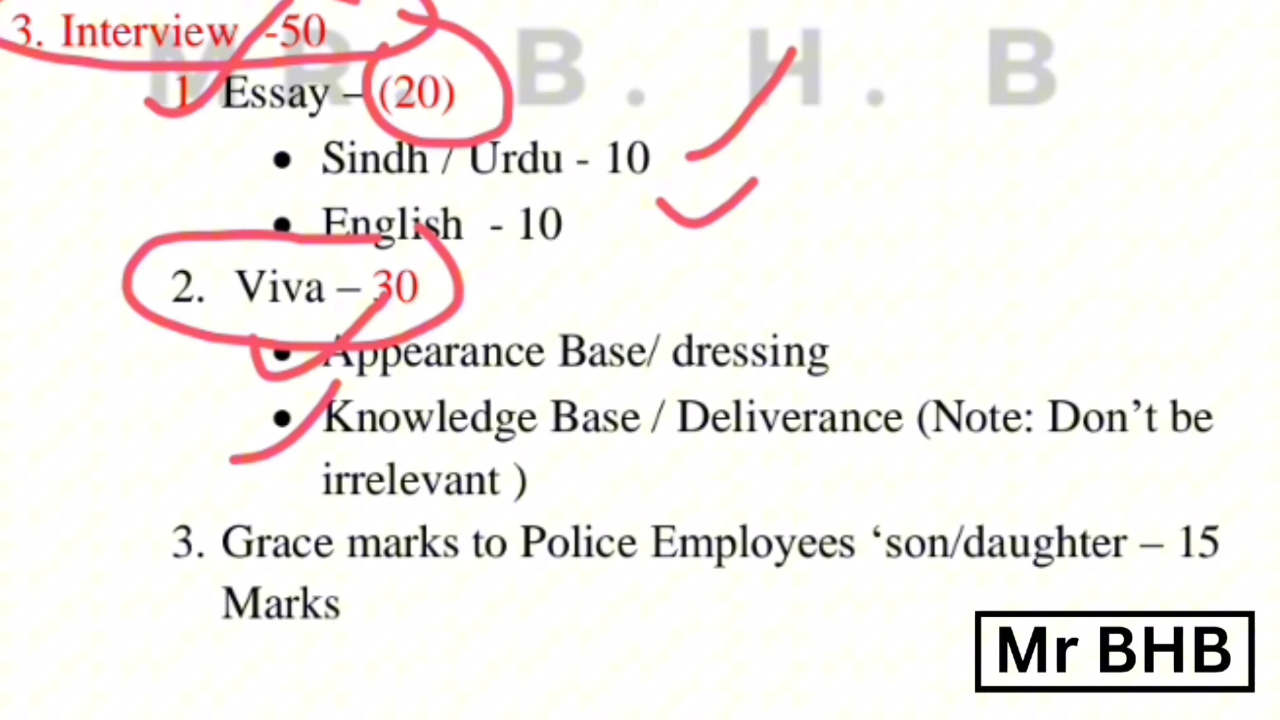 3. Interview -50
M R . B . H . B
1 Essay – (20)
• Sindh / Urdu - 10
• English - 10
2. Viva – 30
• Appearance Base/ dressing
• Knowledge Base / Deliverance (Note: Don’t be
irrelevant )
3. Grace marks to Police Employees ‘son/daughter – 15
Marks
Mr BHB